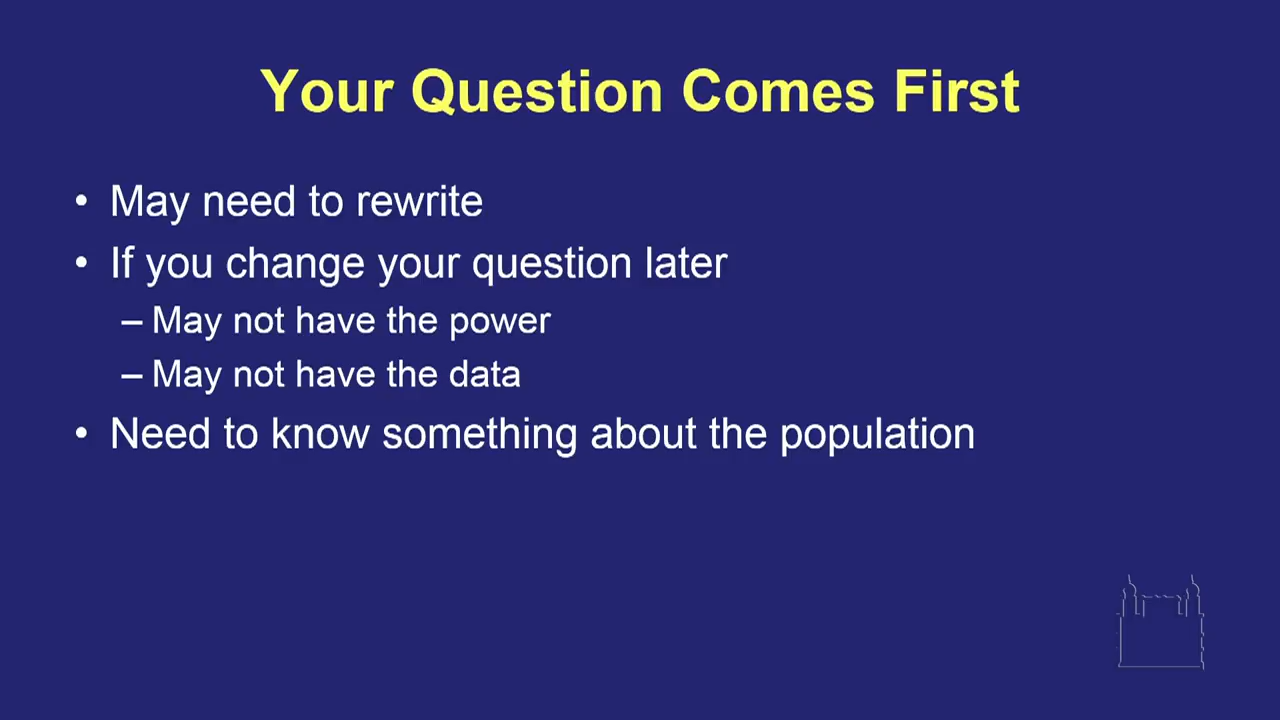 Your Question Comes First
• May need to rewrite
• If you change your question later
– May not have the power
– May not have the data
• Need to know something about the population